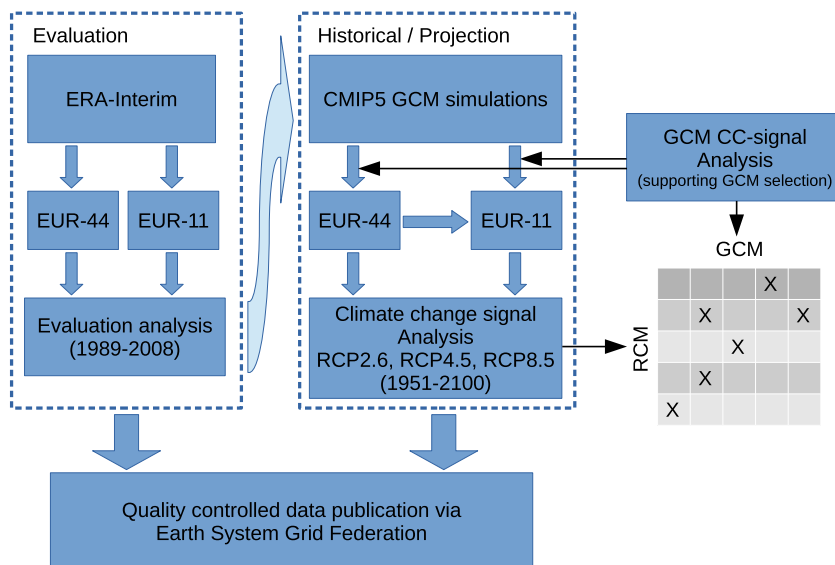 Evaluation
ERA-Interim
EUR-44
EUR-11
Evaluation analysis
(1989-2008)
Historical / Projection
CMIP5 GCM simulations
EUR-44
EUR-11
Climate change signal
Analysis
RCP2.6, RCP4.5, RCP8.5
(1951-2100)
GCM CC-signal
Analysis
(supporting GCM selection)
GCM
RCM
X
X X
X
X
X
Quality controlled data publication via
Earth System Grid Federation